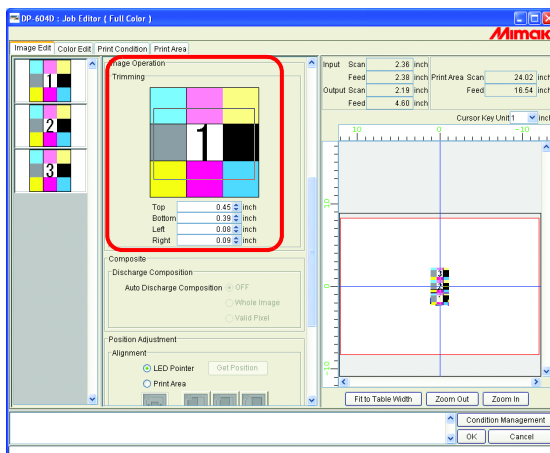 DP-604D : Job Editor ( Full Color )
Mimaki
Image Edit Color Edit Print Condition Print Area
1
2
3
Image Operation
Trimming
1
Top 0.45 inch
Bottom 0.39 inch
Left 0.08 inch
Right 0.09 inch
Composite
Discharge Composition
Auto Discharge Composition OFF
Whole Image
Valid Pixel
Position Adjustment
Alignment
LED Pointer Get Position
Print Area
Input Scan 2.36 inch
Feed 2.38 inch Print Area Scan 24.02 inch
Output Scan 2.19 inch Feed 16.54 inch
Feed 4.60 inch
Cursor Key Unit 1 inch
10 0 -10
10
0
-10
3
2
1
Fit to Table Width Zoom Out Zoom In
Condition Management
OK Cancel